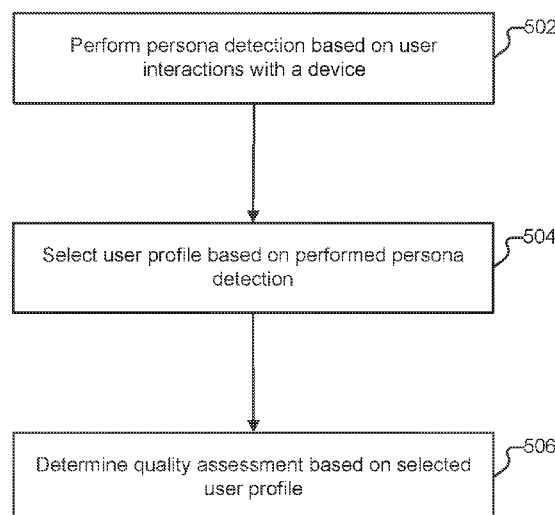 Perform persona detection based on user
interactions with a device
502
Select user profile based on performed persona
detection
504
Determine quality assessment based on selected
user profile
506